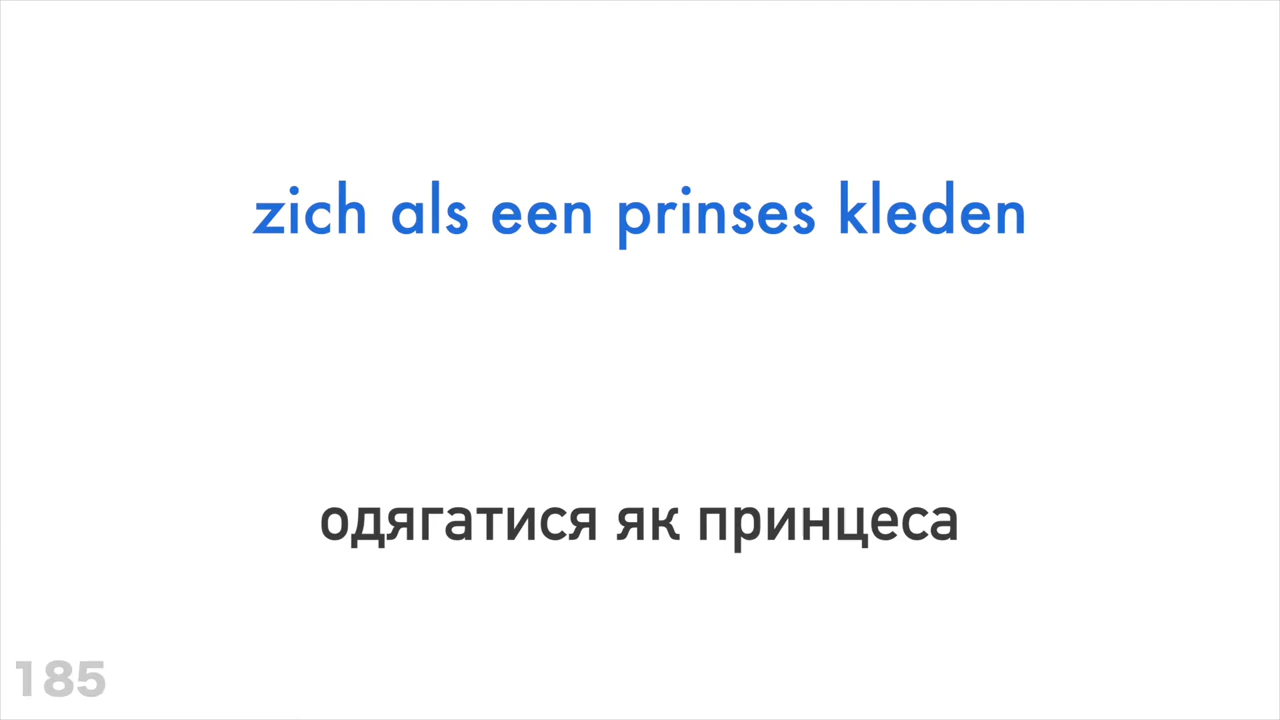 zich als een prinses kleden
одягатися як принцеса
185